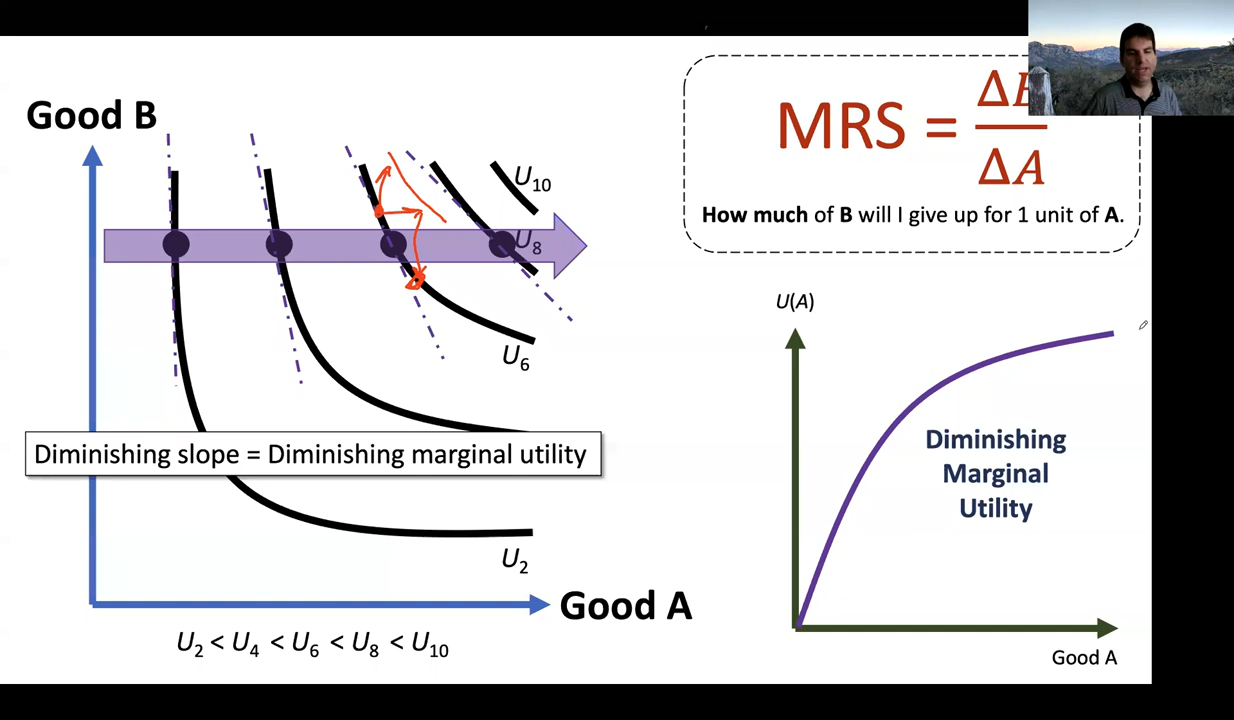 Good B
U10
U8
U6
Diminishing slope = Diminishing marginal utility
U2
Good A
U2 < U4 < U6 < U8 < U10
MRS = ΔB/ΔA
How much of B will I give up for 1 unit of A.
U(A)
Diminishing
Marginal
Utility
Good A